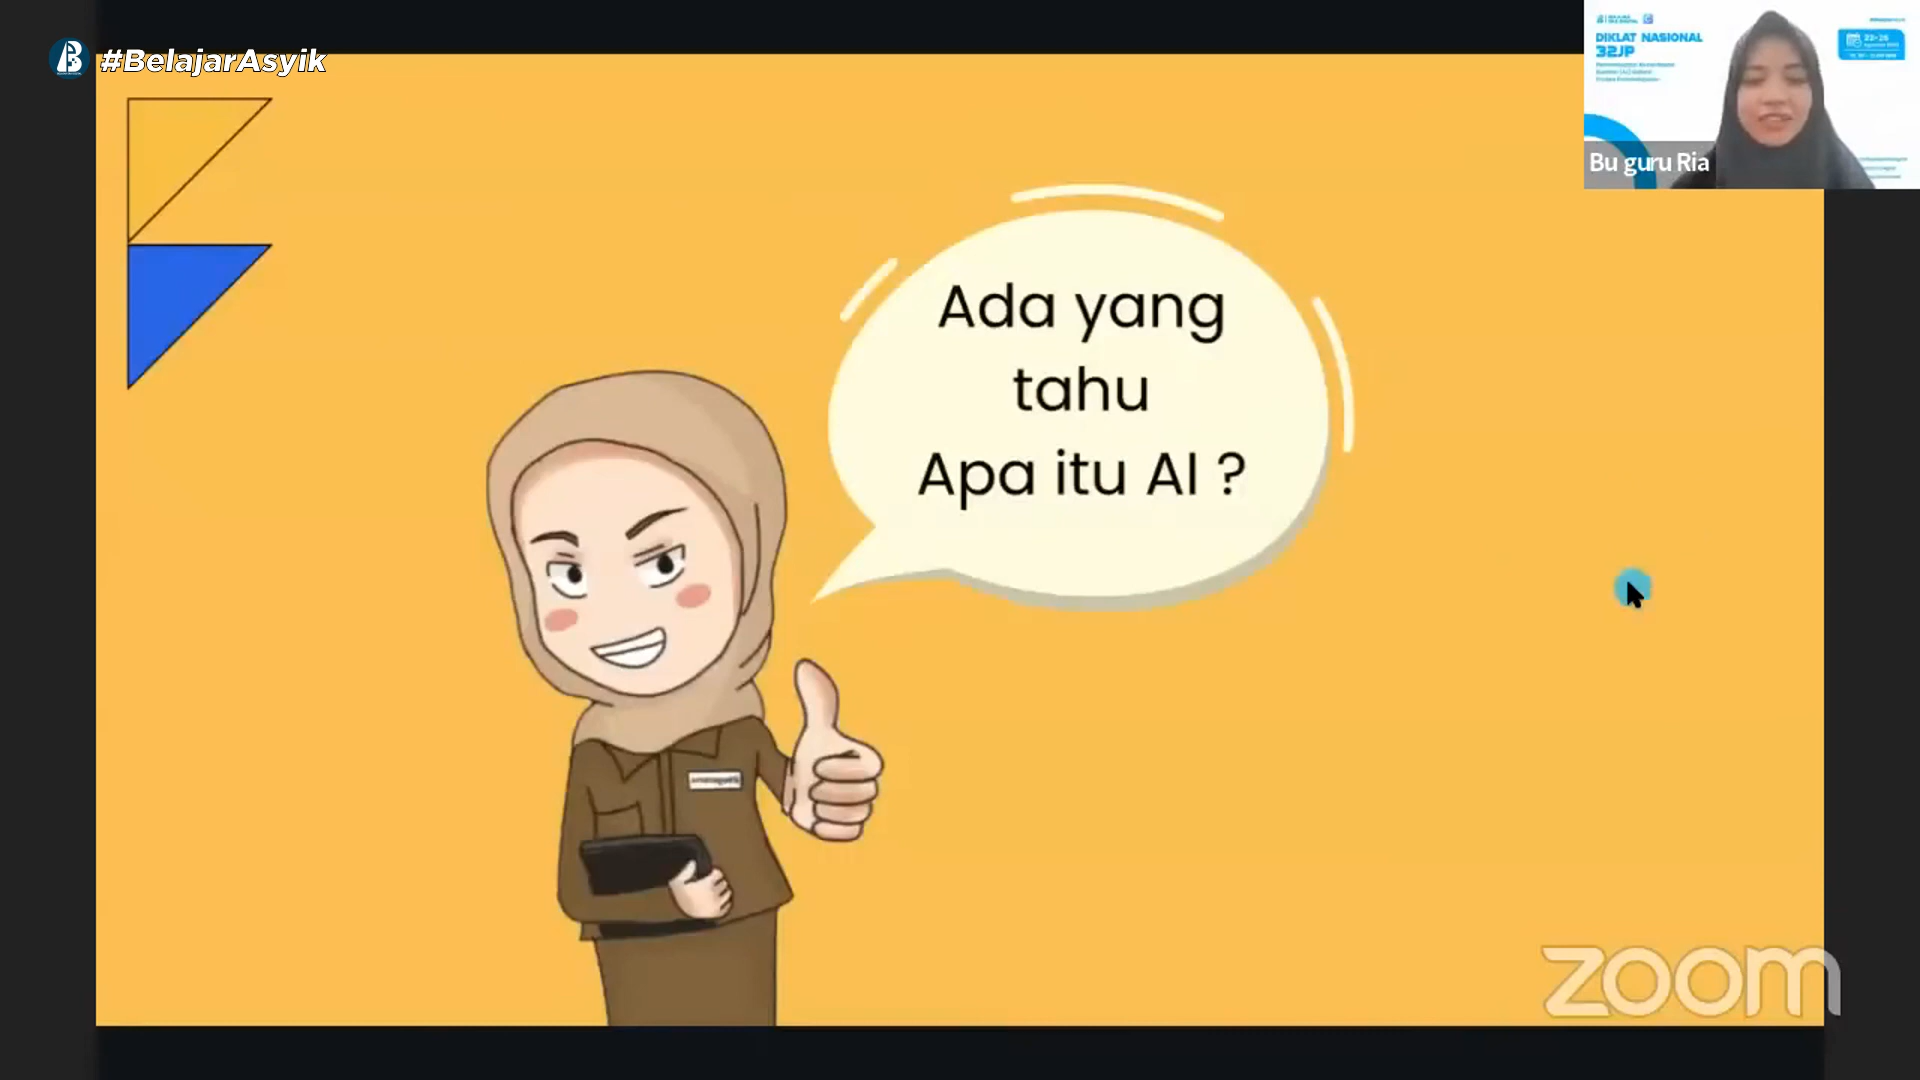 #BelajarAsyik
DIKLAT NASIONAL
32JP
Bu guru Ria
Ada yang
tahu
Apa itu AI ?
zoom